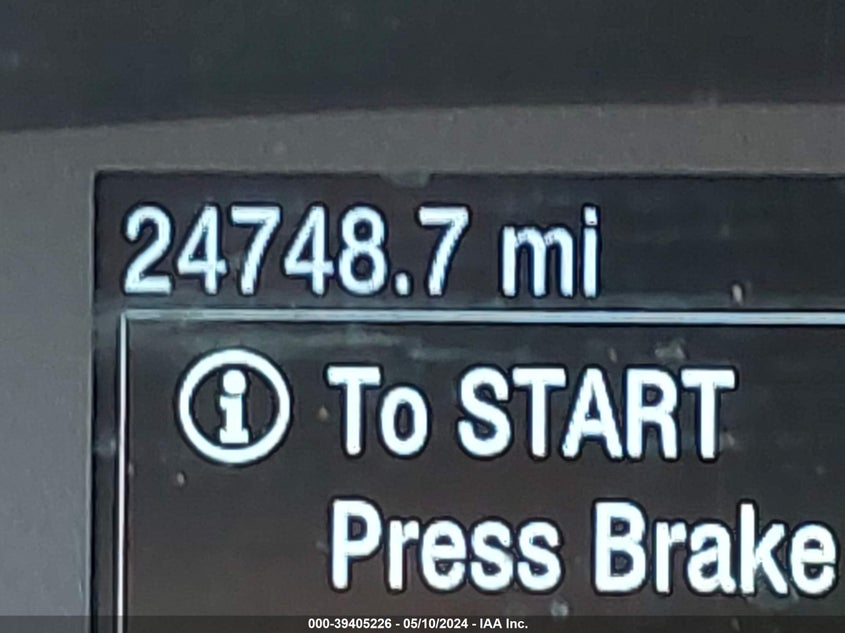 24748.7 mi
To START
Press Brake
000-39405226 - 05/10/2024 - IAA Inc.